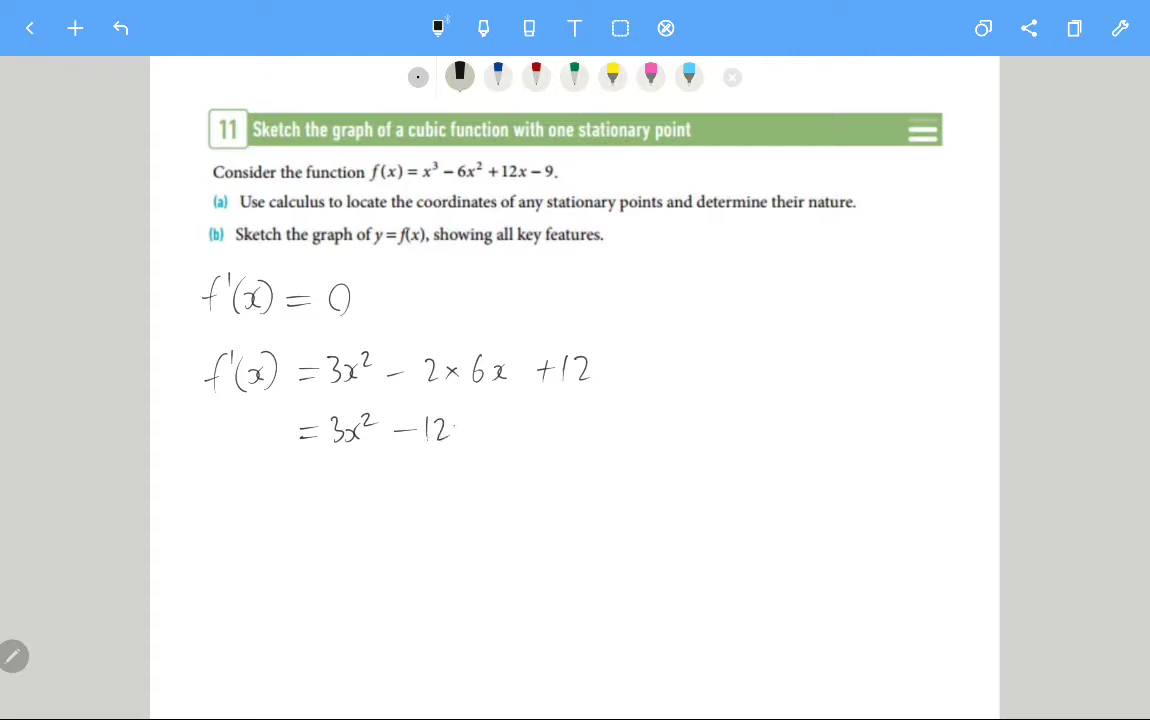 11 Sketch the graph of a cubic function with one stationary point
Consider the function f(x) = x³ − 6x² + 12x − 9.
(a) Use calculus to locate the coordinates of any stationary points and determine their nature.
(b) Sketch the graph of y = f(x), showing all key features.
f'(x) = 0
f'(x) = 3x² − 2 × 6x + 12
= 3x² − 12